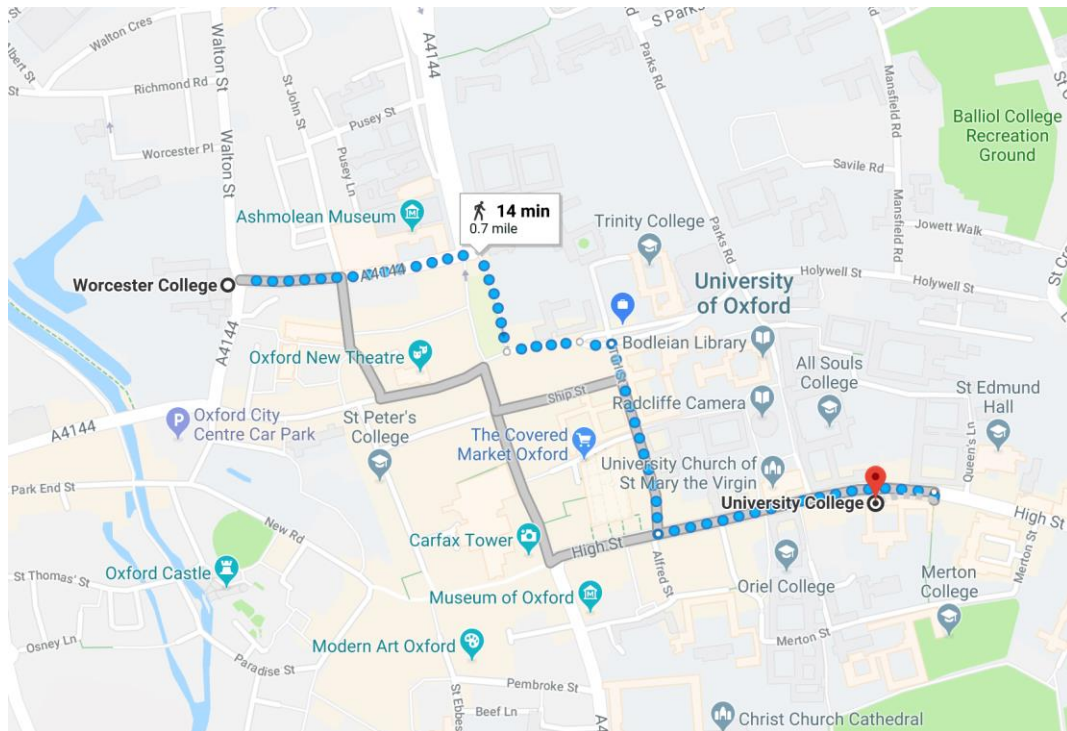 Walton Cres
Albert St
Walton St
A4144
S Parks
St
Richmond Rd
St John St
Pusey St
Parks Rd
Mansfield Rd
Balliol College
Recreation
Ground
Worcester Pl
Walton St
Pusey Ln
Savile Rd
Ashmolean Museum
14 min
0.7 mile
Trinity College
Parks Rd
Mansfield Rd
Jowett Walk
Worcester College
A4144
Holywell St
Holywell St
University
of Oxford
A4144
Oxford New Theatre
Bodleian Library
All Souls
College
Ship St
Radcliffe Camera
St Edmund
Hall
A4144
Oxford City
Centre Car Park
St Peter's
College
The Covered
Market Oxford
University Church of
St Mary the Virgin
Queen's Ln
Park End St
New Rd
University College
High St
Carfax Tower
High St
Alfred St
Oriel College
Merton St
Merton
College
St Thomas' St
Oxford Castle
Museum of Oxford
Osney Ln
Paradise St
Modern Art Oxford
Merton St
Pembroke St
St Ebbes
Beef Ln
Christ Church Cathedral